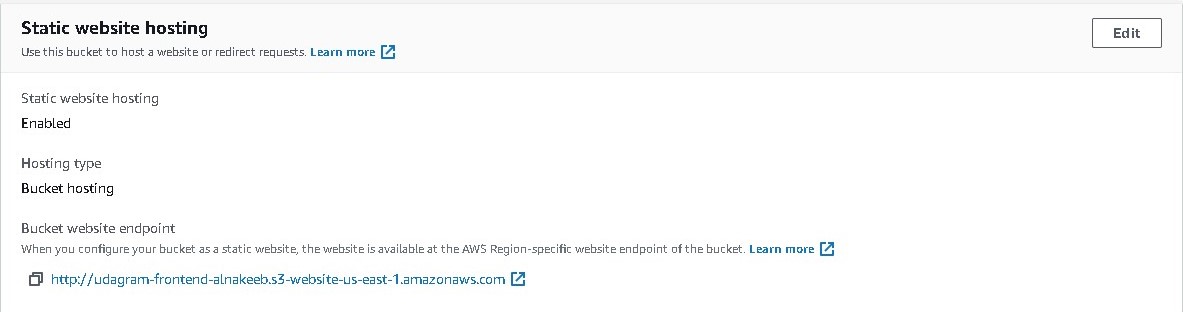 Static website hosting
Edit
Use this bucket to host a website or redirect requests. Learn more
Static website hosting
Enabled
Hosting type
Bucket hosting
Bucket website endpoint
When you configure your bucket as a static website, the website is available at the AWS Region-specific website endpoint of the bucket. Learn more
http://udagram-frontend-alnakeeb.s3-website-us-east-1.amazonaws.com